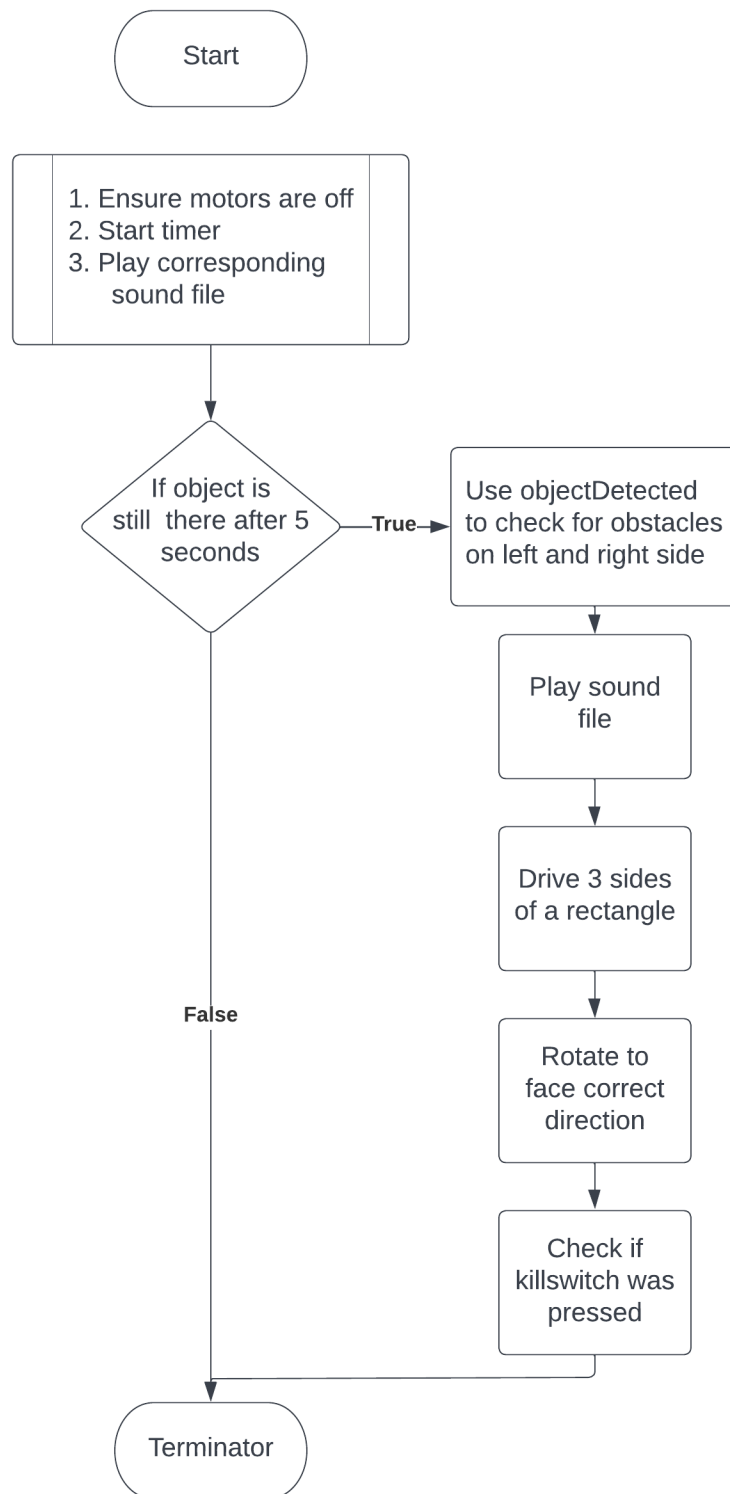 Start
1. Ensure motors are off
2. Start timer
3. Play corresponding
sound file
If object is
still  there after 5
seconds
True
Use objectDetected
to check for obstacles
on left and right side
Play sound
file
Drive 3 sides
of a rectangle
False
Rotate to
face correct
direction
Check if
killswitch was
pressed
Terminator